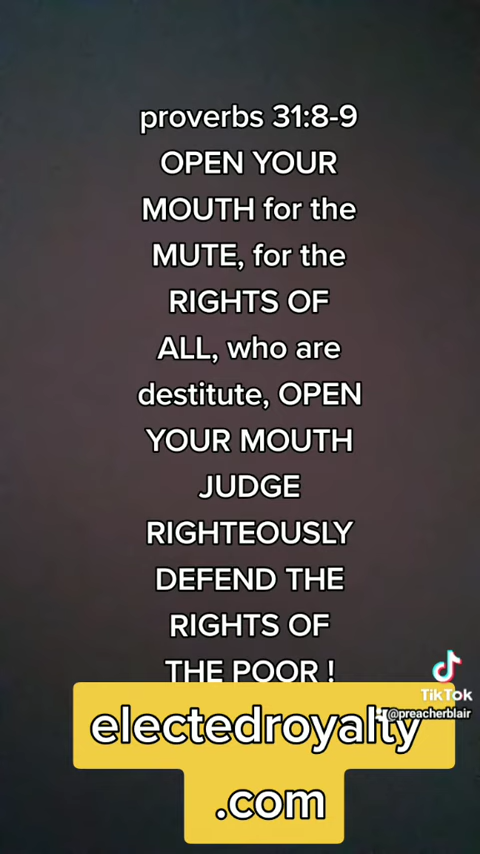 proverbs 31:8-9
OPEN YOUR
MOUTH for the
MUTE, for the
RIGHTS OF
ALL, who are
destitute, OPEN
YOUR MOUTH
JUDGE
RIGHTEOUSLY
DEFEND THE
RIGHTS OF
THE POOR !
TikTok
@preacherblair
electedroyalty
.com